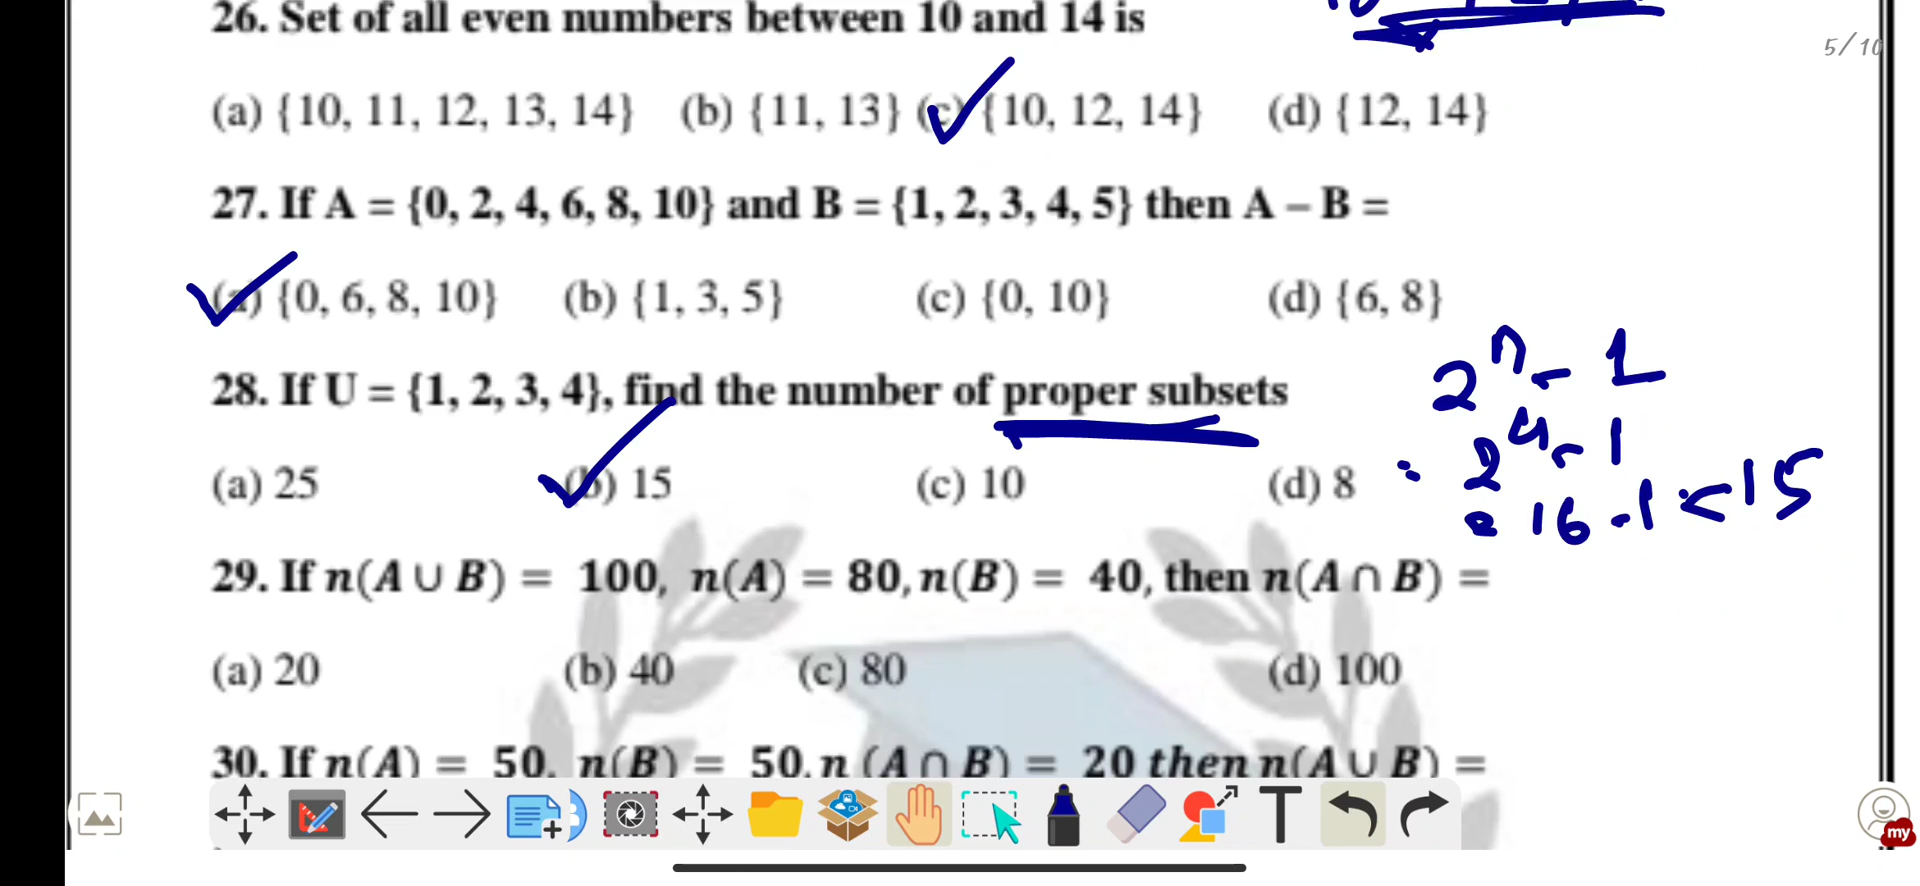 26. Set of all even numbers between 10 and 14 is
5/10
(a) {10, 11, 12, 13, 14} (b) {11, 13} (c) {10, 12, 14} (d) {12, 14}
27. If A = {0, 2, 4, 6, 8, 10} and B = {1, 2, 3, 4, 5} then A – B =
(a) {0, 6, 8, 10} (b) {1, 3, 5} (c) {0, 10} (d) {6, 8}
2ⁿ - 1
28. If U = {1, 2, 3, 4}, find the number of proper subsets
= 2⁴ - 1
(a) 25 (b) 15 (c) 10 (d) 8
= 16 - 1 = 15
29. If n(A ∪ B) = 100, n(A) = 80, n(B) = 40, then n(A ∩ B) =
(a) 20 (b) 40 (c) 80 (d) 100
30. If n(A) = 50, n(B) = 50, n (A ∩ B) = 20 then n(A ∪ B) =
T
my